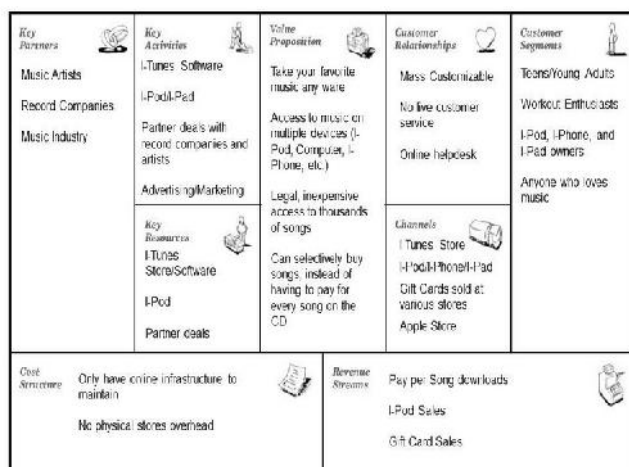 Key
Partners
Music Artists
Record Companies
Music Industry
Key
Activities
I-Tunes Software
I-Pod/I-Pad
Partner deals with
record companies and
artists
Advertising/Marketing
Key
Resources
I-Tunes
Store/Software
I-Pod
Partner deals
Value
Proposition
Take your favorite
music any ware
Access to music on
multiple devices (I-
Pod, Computer, I-
Phone, etc.)
Legal, inexpensive
access to thousands
of songs
Can selectively buy
songs, instead of
having to pay for
every song on the
CD
Customer
Relationships
Mass Customizable
No live customer
service
Online helpdesk
Channels
I Tunes Store
I-Pod/I-Phone/I-Pad
Gift Cards sold at
various stores
Apple Store
Customer
Segments
Teens/Young Adults
Workout Enthusiasts
I-Pod, I-Phone, and
I-Pad owners
Anyone who loves
music
Cost
Structure
Only have online infrastructure to
maintain
No physical stores overhead
Revenue
Streams
Pay per Song downloads
I-Pod Sales
Gift Card Sales